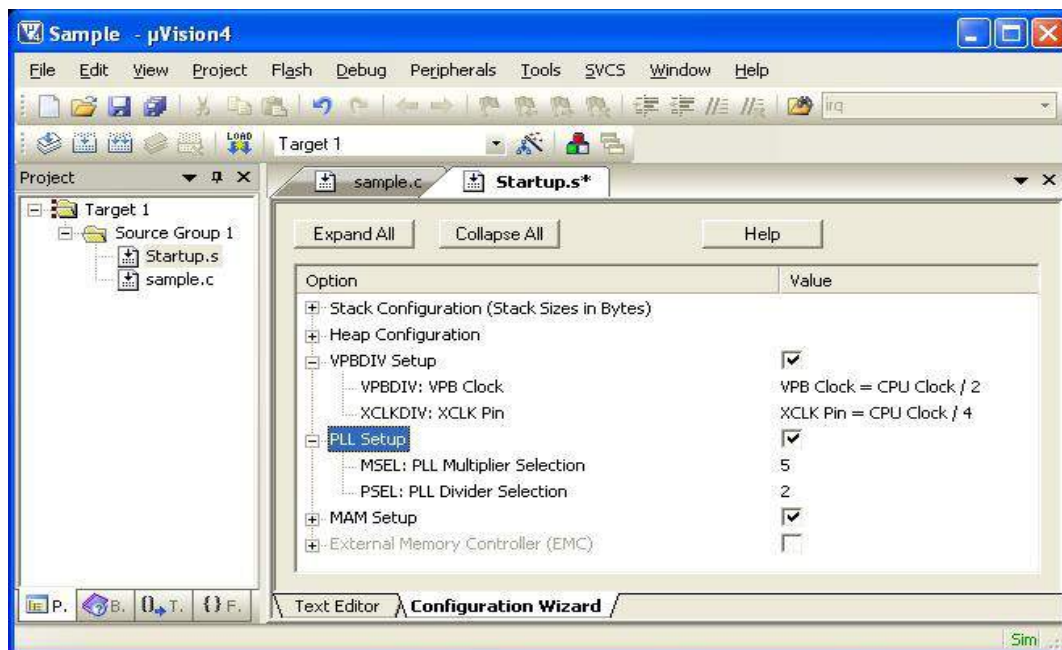 Sample - µVision4
File Edit View Project Flash Debug Peripherals Tools SVCS Window Help
irq
LOAD
Target 1
Project
sample.c
Startup.s*
Target 1
Source Group 1
Startup.s
sample.c
Expand All Collapse All Help
Option Value
Stack Configuration (Stack Sizes in Bytes)
Heap Configuration
VPBDIV Setup
VPBDIV: VPB Clock VPB Clock = CPU Clock / 2
XCLKDIV: XCLK Pin XCLK Pin = CPU Clock / 4
PLL Setup
MSEL: PLL Multiplier Selection 5
PSEL: PLL Divider Selection 2
MAM Setup
External Memory Controller (EMC)
P. B. T. F.
Text Editor Configuration Wizard
Sim